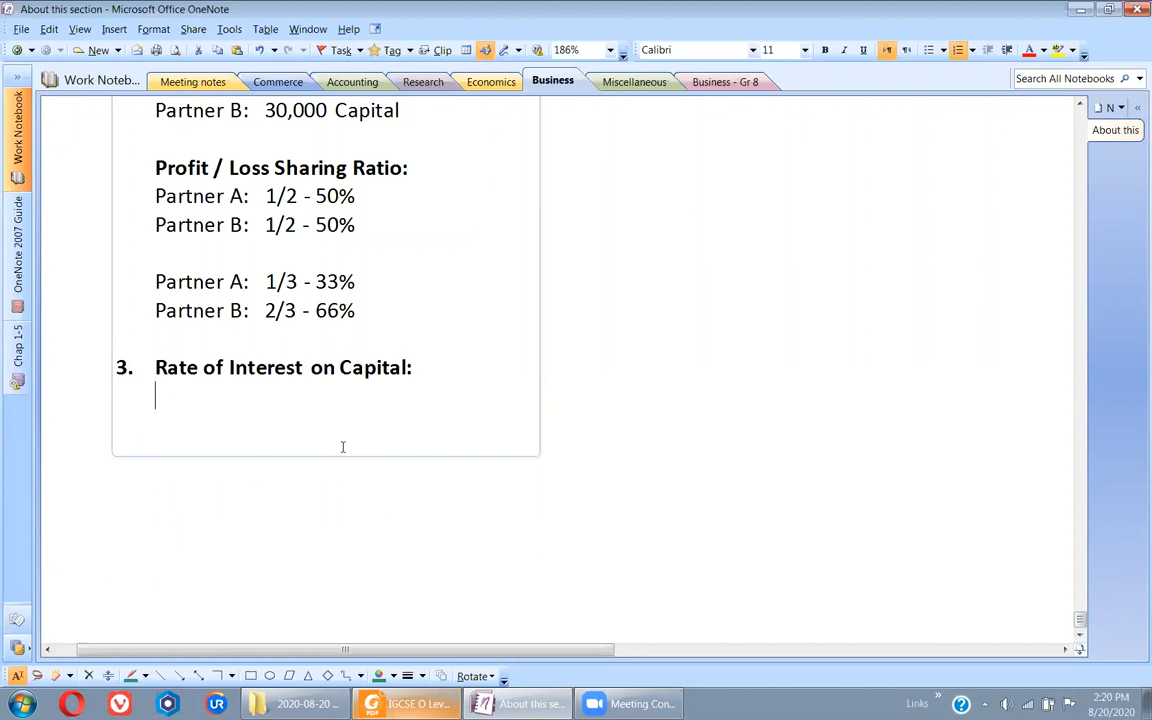 About this section - Microsoft Office OneNote
File Edit View Insert Format Share Tools Table Window Help
New Task Tag Clip 186% Calibri 11 B I U
Work Noteb... Meeting notes Commerce Accounting Research Economics Business Miscellaneous Business - Gr 8 Search All Notebooks
N
About this
Work Notebook
OneNote 2007 Guide
Chap 1-5
Partner B: 30,000 Capital
Profit / Loss Sharing Ratio:
Partner A: 1/2 - 50%
Partner B: 1/2 - 50%
Partner A: 1/3 - 33%
Partner B: 2/3 - 66%
3. Rate of Interest on Capital:
Rotate
2020-08-20 ... IGCSE O Lev... About this se... Meeting Con... Links 2:20 PM
8/20/2020